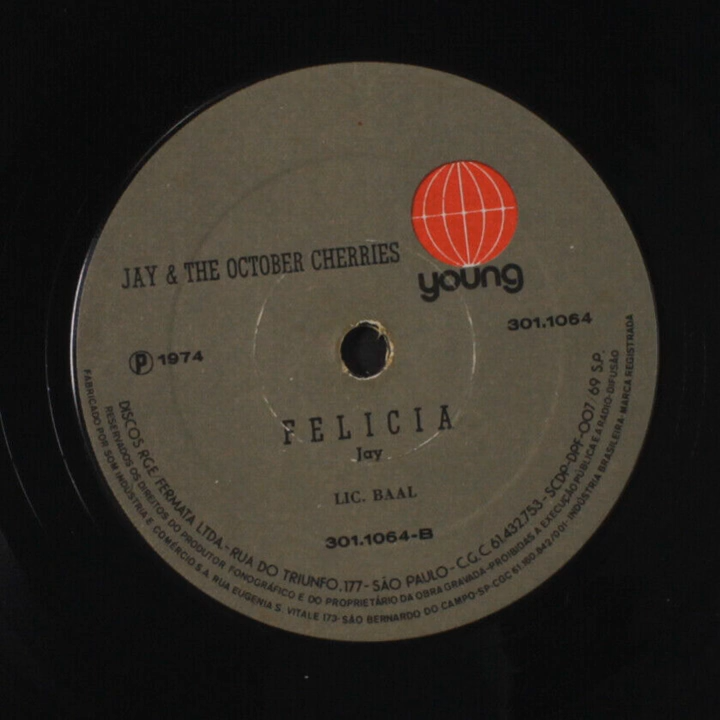 young
JAY & THE OCTOBER CHERRIES
301.1064
Ⓟ 1974
FELICIA
Jay
LIC. BAAL
301.1064-B
DISCOS RGE FERMATA LTDA.-RUA DO TRIUNFO, 177-SÃO PAULO-C.G.C 61.432.753-SCDP-DPF-007/69 S.P.
RESERVADOS OS DIREITOS DO PRODUTOR FONOGRÁFICO E DO PROPRIETÁRIO DA OBRA GRAVADA-PROIBIDAS A EXECUÇÃO PÚBLICA E A RADIO-DIFUSÃO
FABRICADO POR SOM INDÚSTRIA E COMÉRCIO S.A. RUA EUGENIA S. VITALE 173-SÃO BERNARDO DO CAMPO-SP-CGC 61.160.842/001-INDÚSTRIA BRASILEIRA-MARCA REGISTRADA